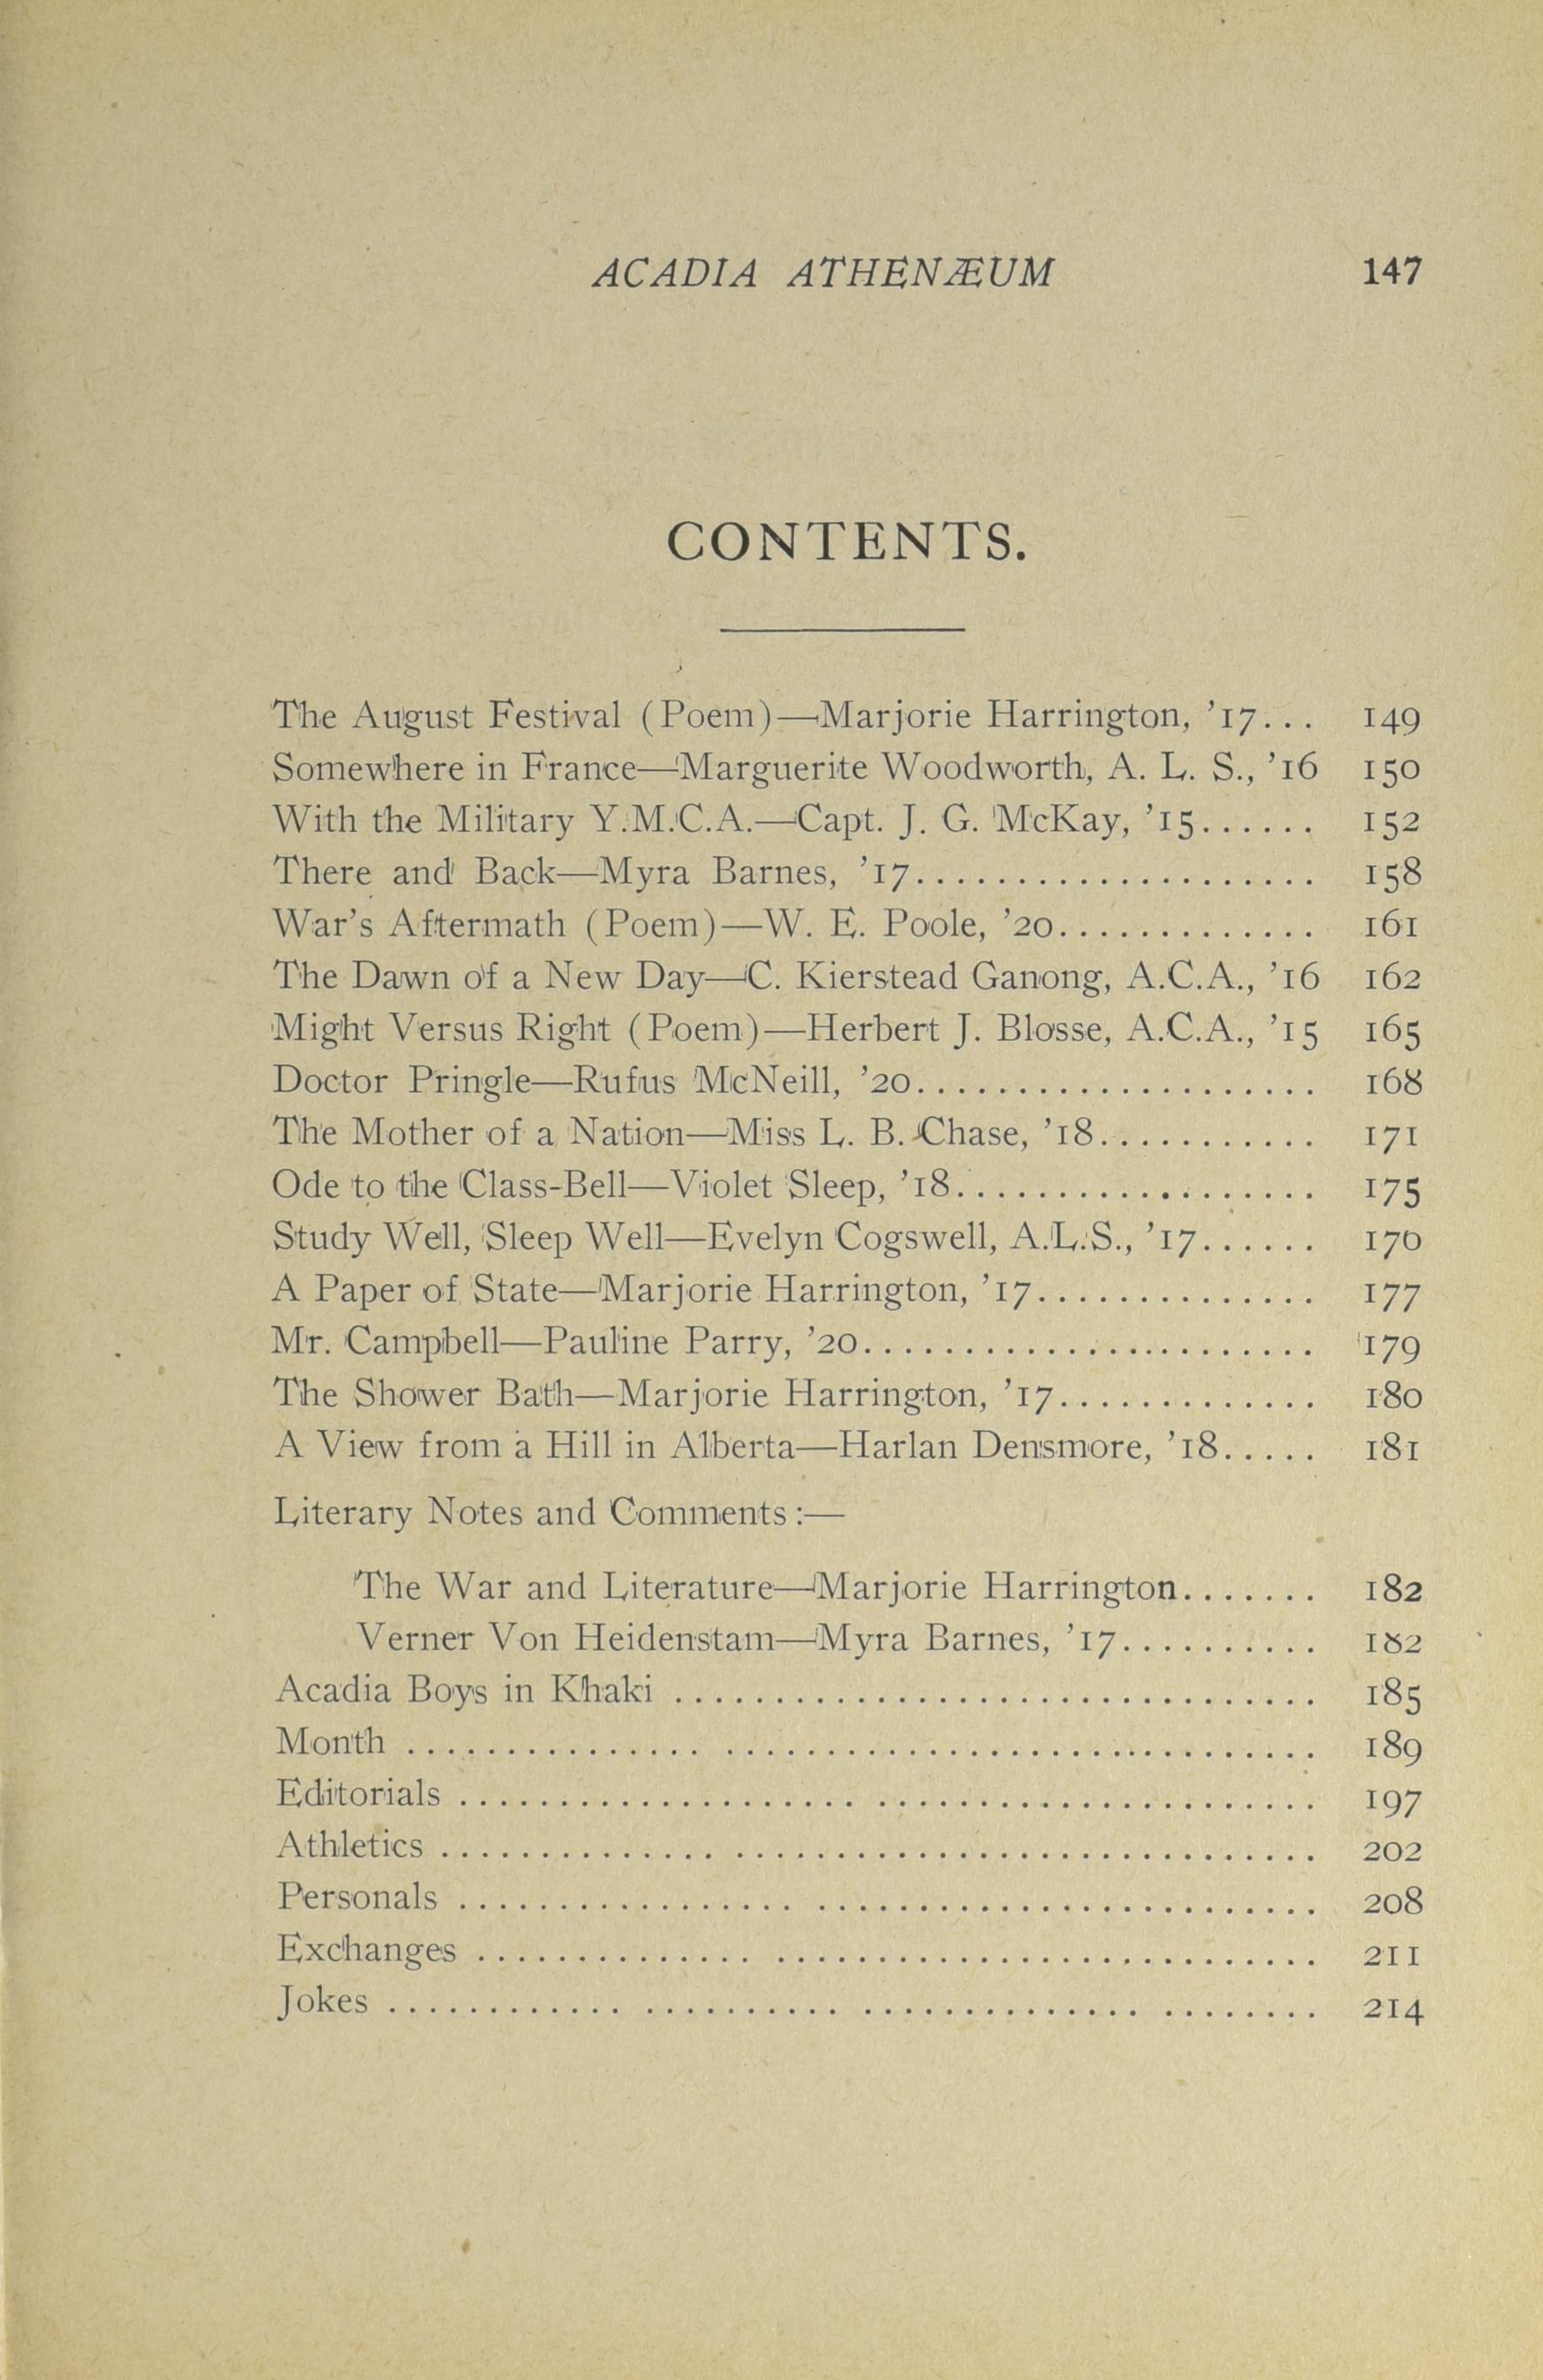 ACADIA ATHENÆUM 147
CONTENTS.
The August Festival (Poem)—Marjorie Harrington, ’17... 149
Somewhere in France—Marguerite Woodworth, A. L. S., ’16 150
With the Military Y.M.C.A.—Capt. J. G. McKay, ’15...... 152
There and Back—Myra Barnes, ’17.................... 158
War’s Aftermath (Poem)—W. E. Poole, ’20............. 161
The Dawn of a New Day—C. Kierstead Ganong, A.C.A., ’16 162
Might Versus Right (Poem)—Herbert J. Blosse, A.C.A., ’15 165
Doctor Pringle—Rufus McNeill, ’20.................... 168
The Mother of a Nation—Miss L. B. Chase, ’18........... 171
Ode to the Class-Bell—Violet Sleep, ’18.................. 175
Study Well, Sleep Well—Evelyn Cogswell, A.L.S., ’17...... 170
A Paper of State—Marjorie Harrington, ’17.............. 177
Mr. Campbell—Pauline Parry, ’20....................... 179
The Shower Bath—Marjorie Harrington, ’17............. 180
A View from a Hill in Alberta—Harlan Densmore, ’18..... 181
Literary Notes and Comments:—
The War and Literature—Marjorie Harrington....... 182
Verner Von Heidenstam—Myra Barnes, ’17.......... 182
Acadia Boys in Khaki ................................ 185
Month ............... .............................. 189
Editorials .................... ...................... 197
Athletics .............. ............................. 202
Personals ................. ......................... 208
Exchanges .............. ........................... 211
Jokes ............ .......... .............. ........ 214